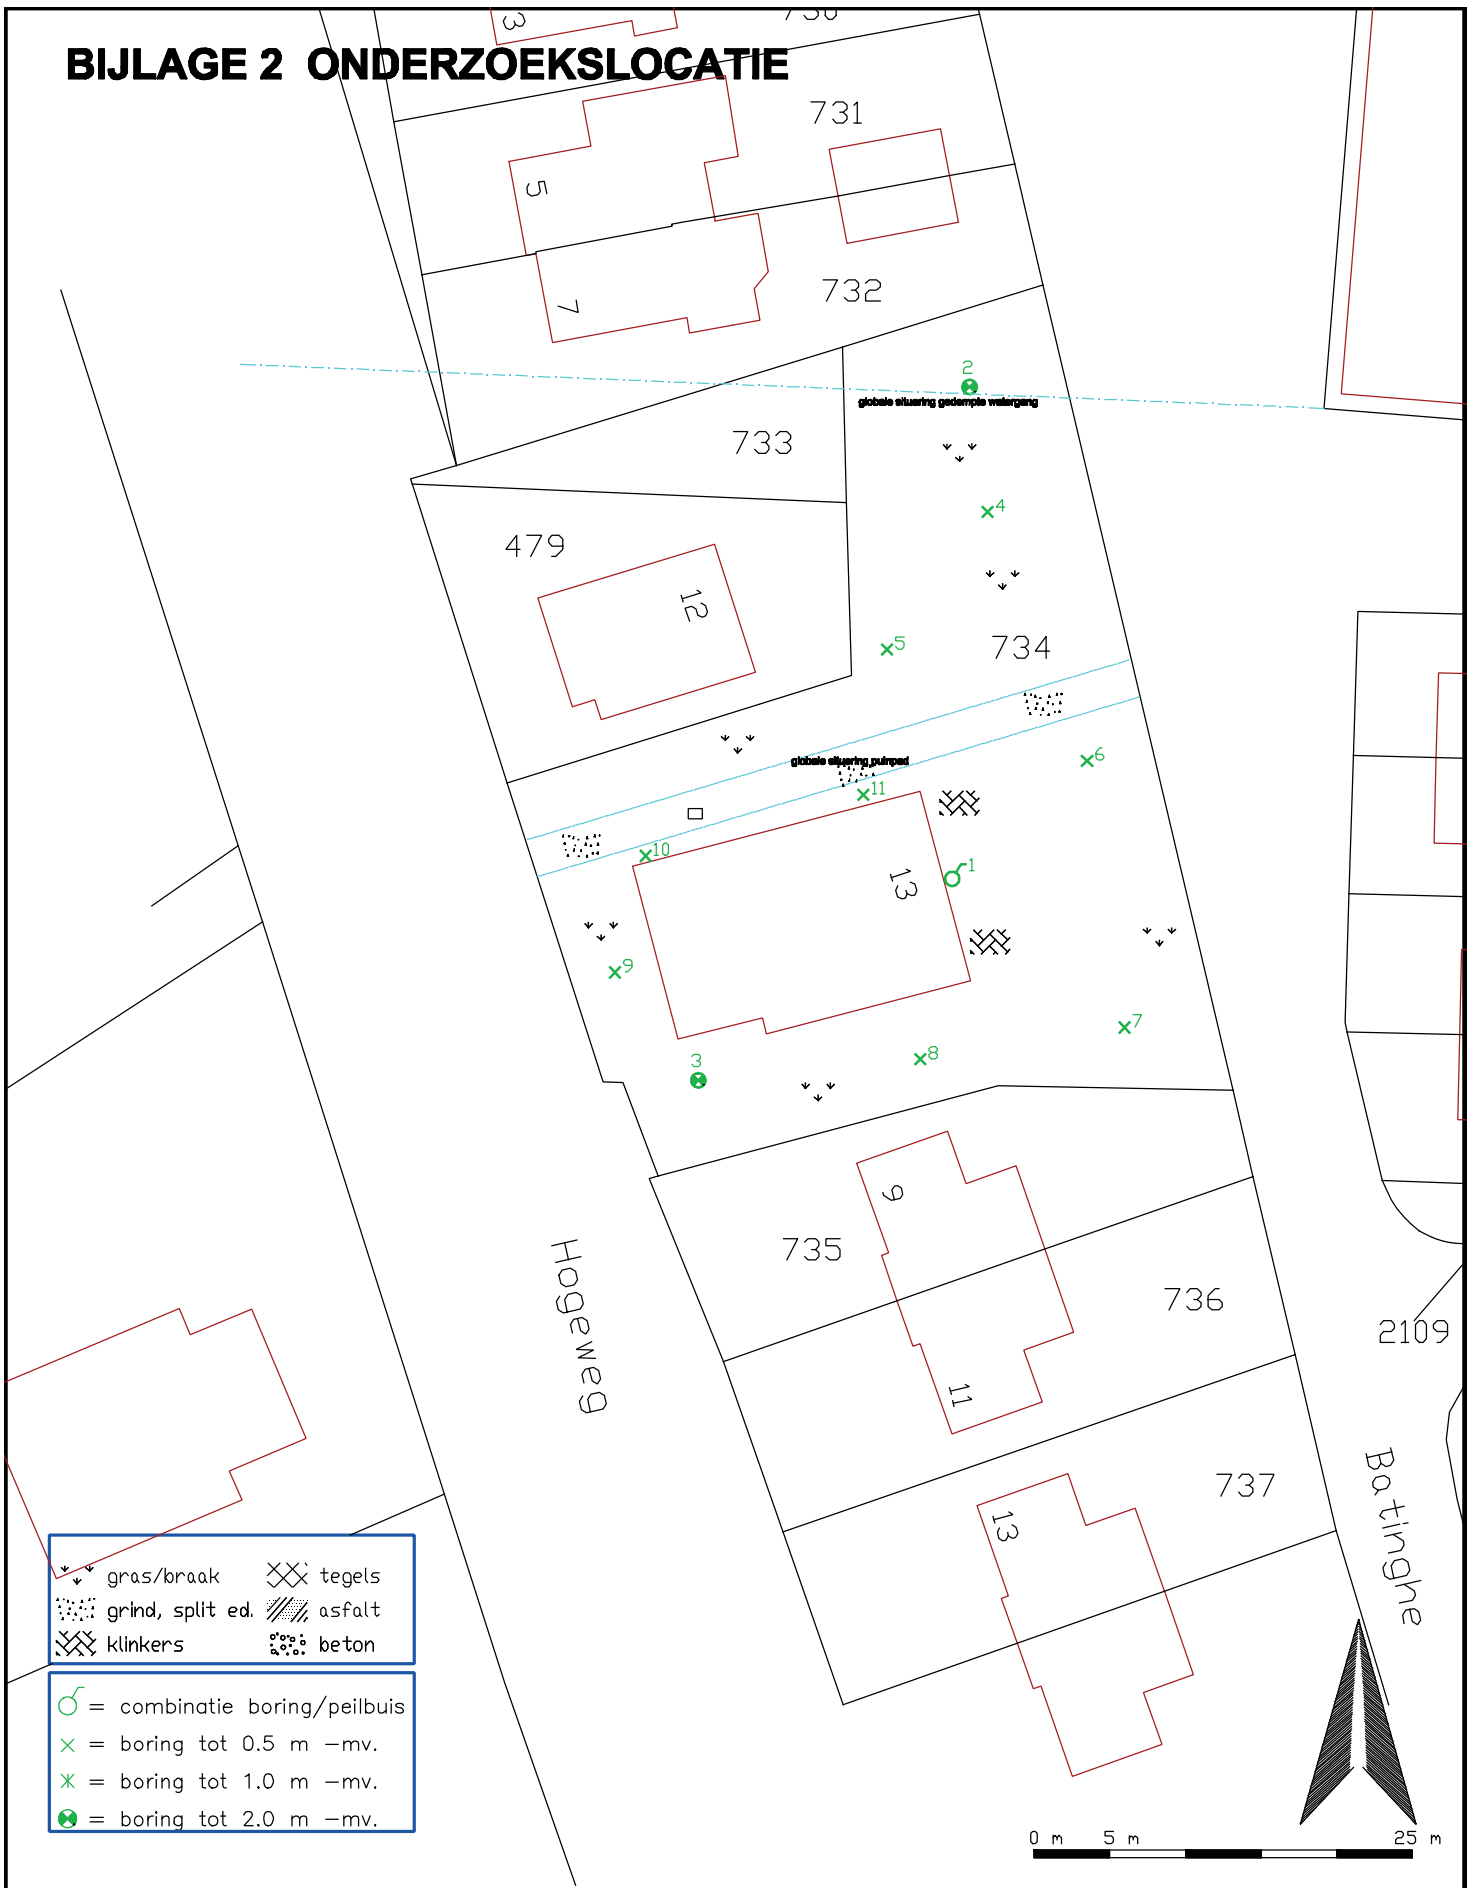 3
730
BIJLAGE 2 ONDERZOEKSLOCATIE
731
5
732
7
2
globale situering gedempte watergang
733
4
479
12
5
734
6
globale situering puinpad
11
10
13
1
9
7
8
3
9
735
736
2109
Hogeweg
11
737
13
Batinghe
gras/braak
tegels
grind, split ed.
asfalt
klinkers
beton
= combinatie boring/peilbuis
= boring tot 0.5 m -mv.
= boring tot 1.0 m -mv.
= boring tot 2.0 m -mv.
0 m 5 m 25 m